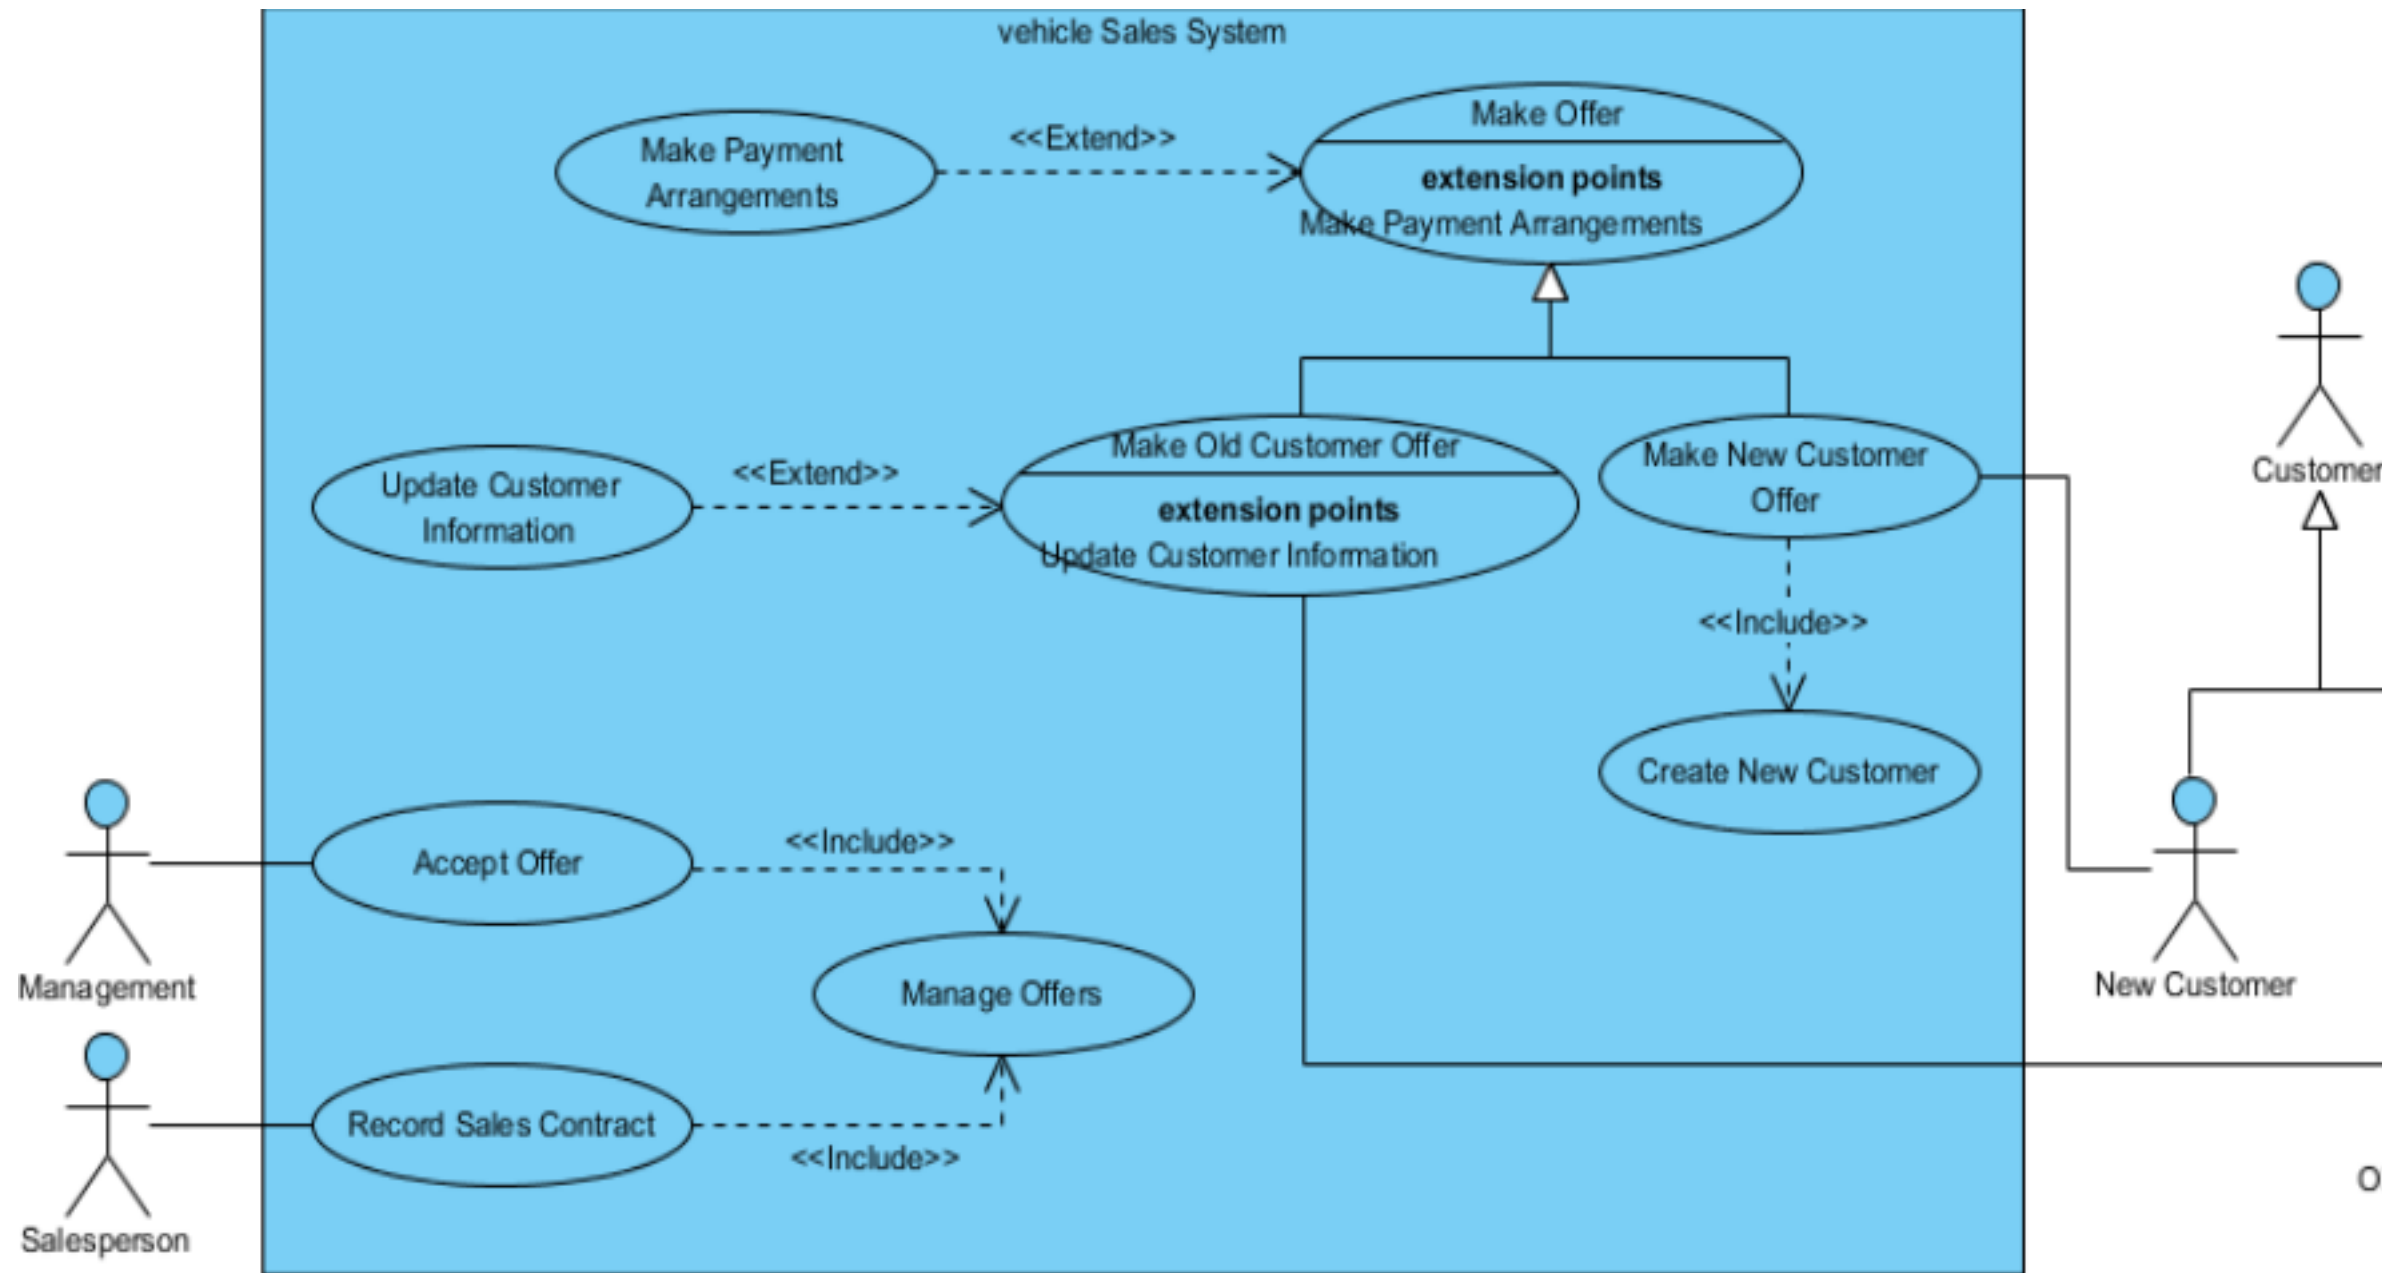 vehicle Sales System
Make Payment
Arrangements
<<Extend>>
Make Offer
extension points
Make Payment Arrangements
Customer
Update Customer
Information
<<Extend>>
Make Old Customer Offer
extension points
Update Customer Information
Make New Customer
Offer
<<Include>>
Create New Customer
New Customer
Management
Accept Offer
<<Include>>
Manage Offers
Salesperson
Record Sales Contract
<<Include>>
O